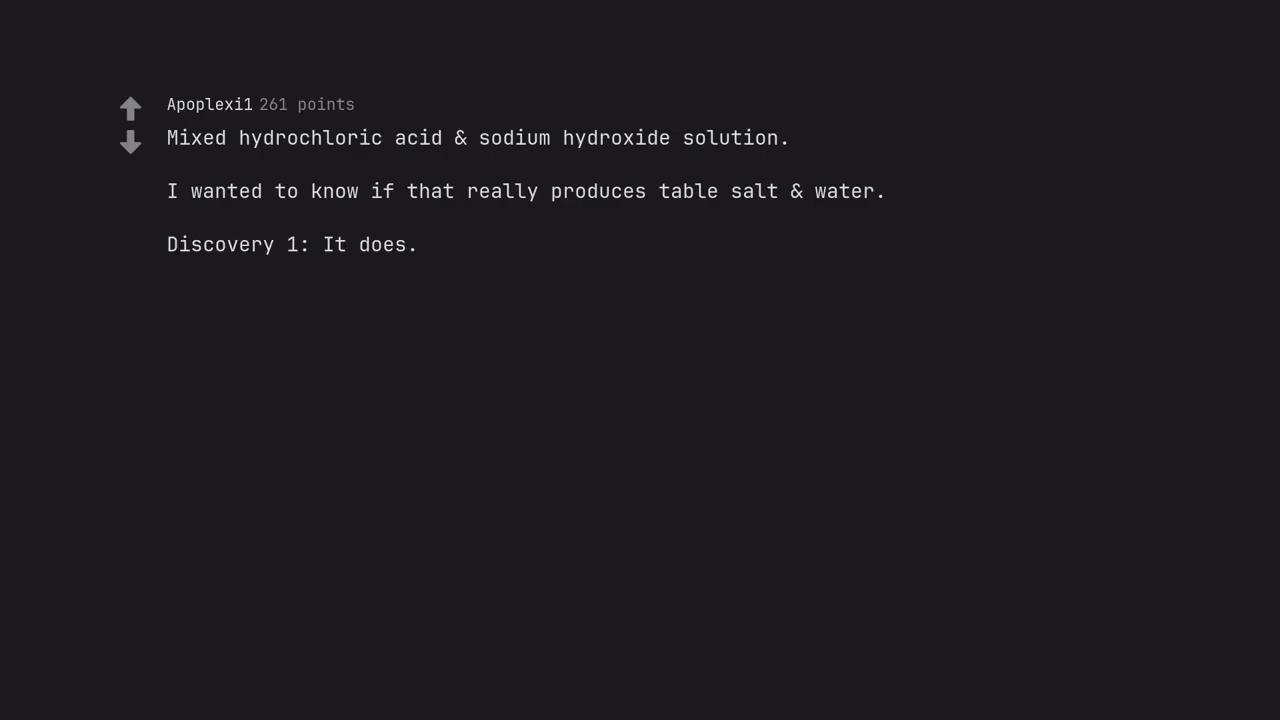 Apoplexi1 261 points
Mixed hydrochloric acid & sodium hydroxide solution.
I wanted to know if that really produces table salt & water.
Discovery 1: It does.